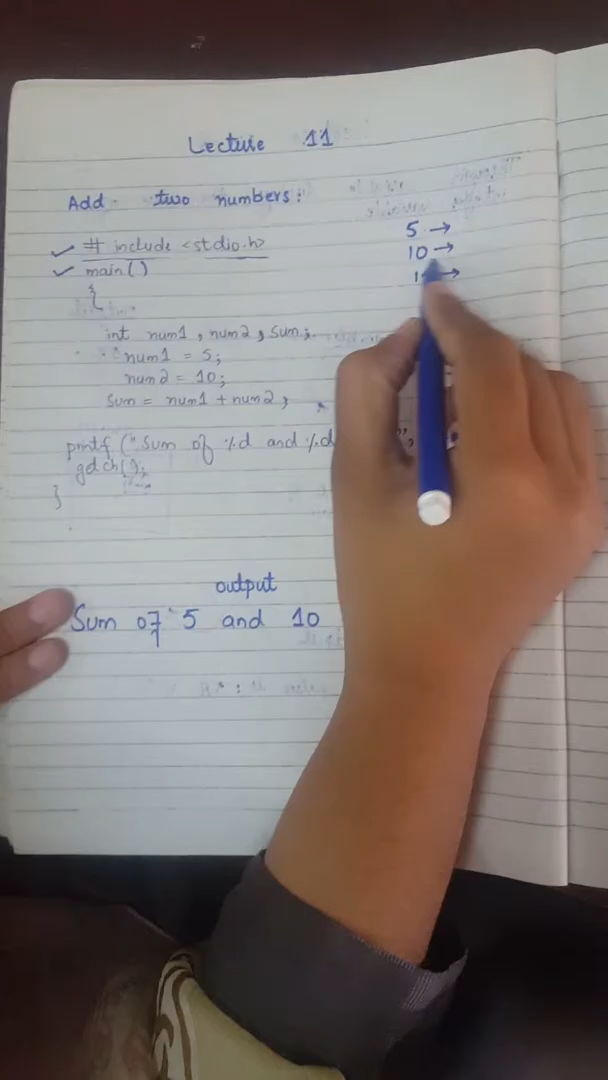 Lecture 11
Add two numbers:
# include <stdio.h>
main()
{
int num1, num2, sum;
num1 = 5;
num2 = 10;
sum = num1 + num2;
printf ("Sum of %d and %d
getch();
}
5 →
10 →
→
output
Sum of 5 and 10